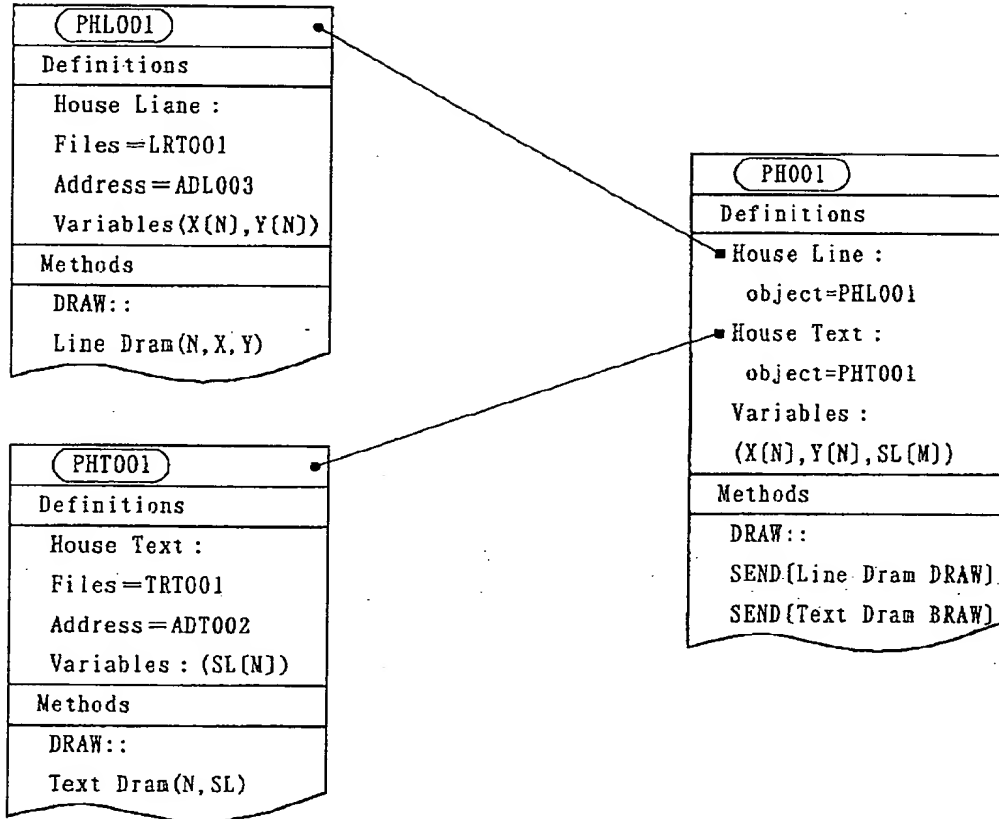 PHL001
Definitions
House Liane :
Files=LRT001
Address=ADL003
Variables(X(N),Y(N))
Methods
DRAW::
Line Dram(N,X,Y)
PHT001
Definitions
House Text :
Files=TRT001
Address=ADT002
Variables : (SL(N))
Methods
DRAW::
Text Dram(N,SL)
PH001
Definitions
House Line :
object=PHL001
House Text :
object=PHT001
Variables :
(X(N),Y(N),SL(M))
Methods
DRAW::
SEND(Line Dram DRAW)
SEND(Text Dram BRAW)